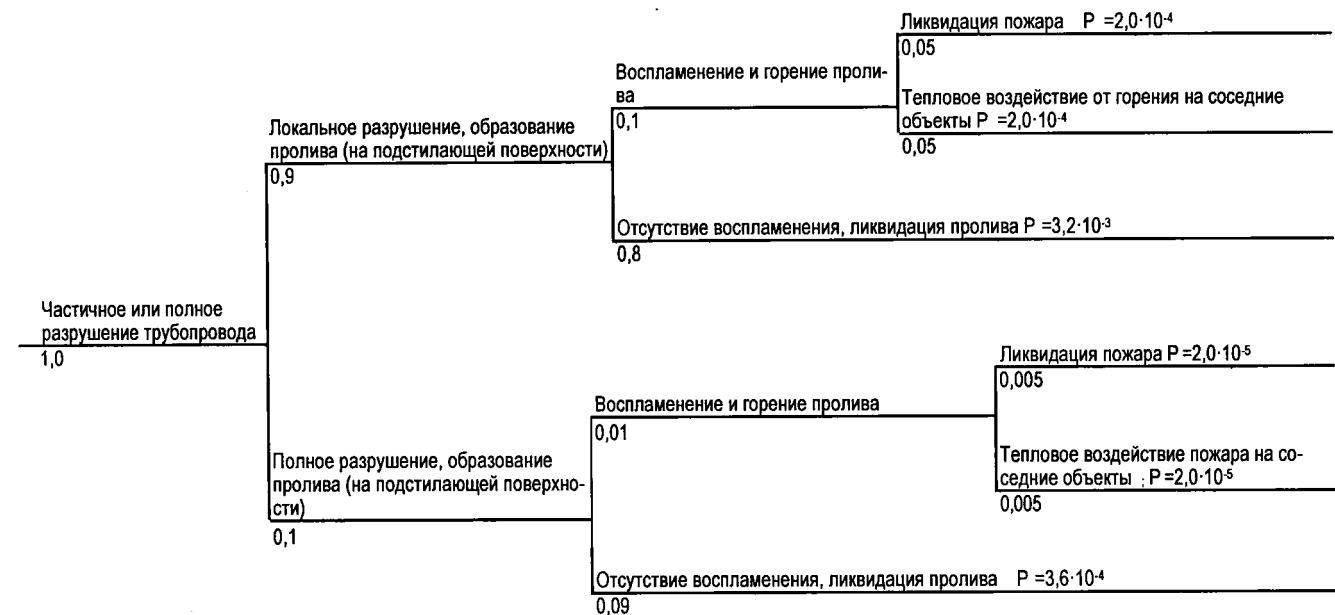 Ликвидация пожара P =2,0·10-4
0,05
Воспламенение и горение проли-
ва
0,1
Тепловое воздействие от горения на соседние
объекты P =2,0·10-4
0,05
Локальное разрушение, образование
пролива (на подстилающей поверхности)
0,9
Отсутствие воспламенения, ликвидация пролива P =3,2·10-3
0,8
Частичное или полное
разрушение трубопровода
1,0
Ликвидация пожара P =2,0·10-5
0,005
Воспламенение и горение пролива
0,01
Тепловое воздействие пожара на со-
седние объекты : P =2,0·10-5
0,005
Полное разрушение, образование
пролива (на подстилающей поверхно-
сти)
0,1
Отсутствие воспламенения, ликвидация пролива P =3,6·10-4
0,09